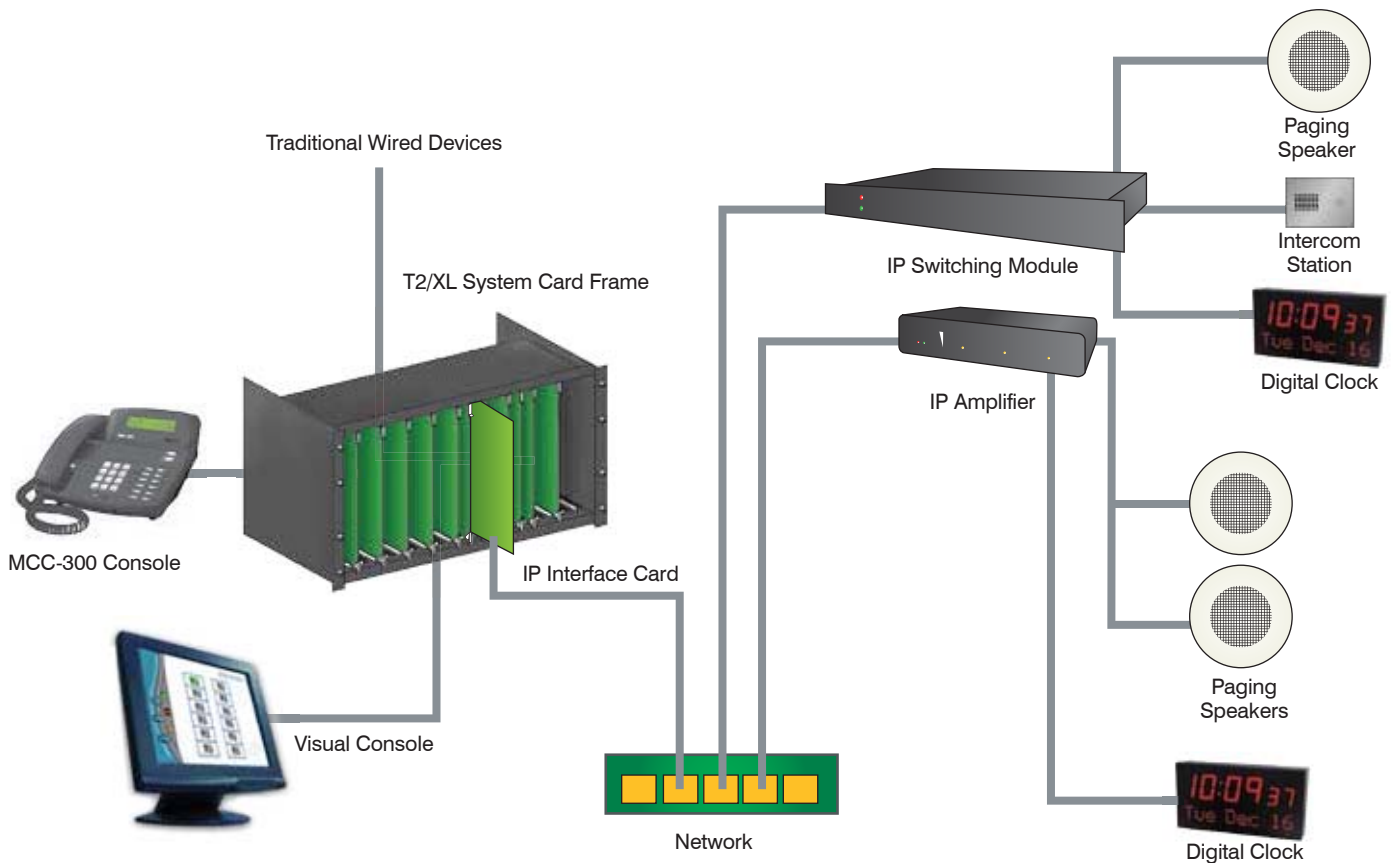 Traditional Wired Devices
T2/XL System Card Frame
MCC-300 Console
IP Interface Card
Visual Console
Network
IP Switching Module
IP Amplifier
Paging
Speaker
Intercom
Station
10:09 37
Tue Dec 16
Digital Clock
Paging
Speakers
10:09 37
Tue Dec 16
Digital Clock